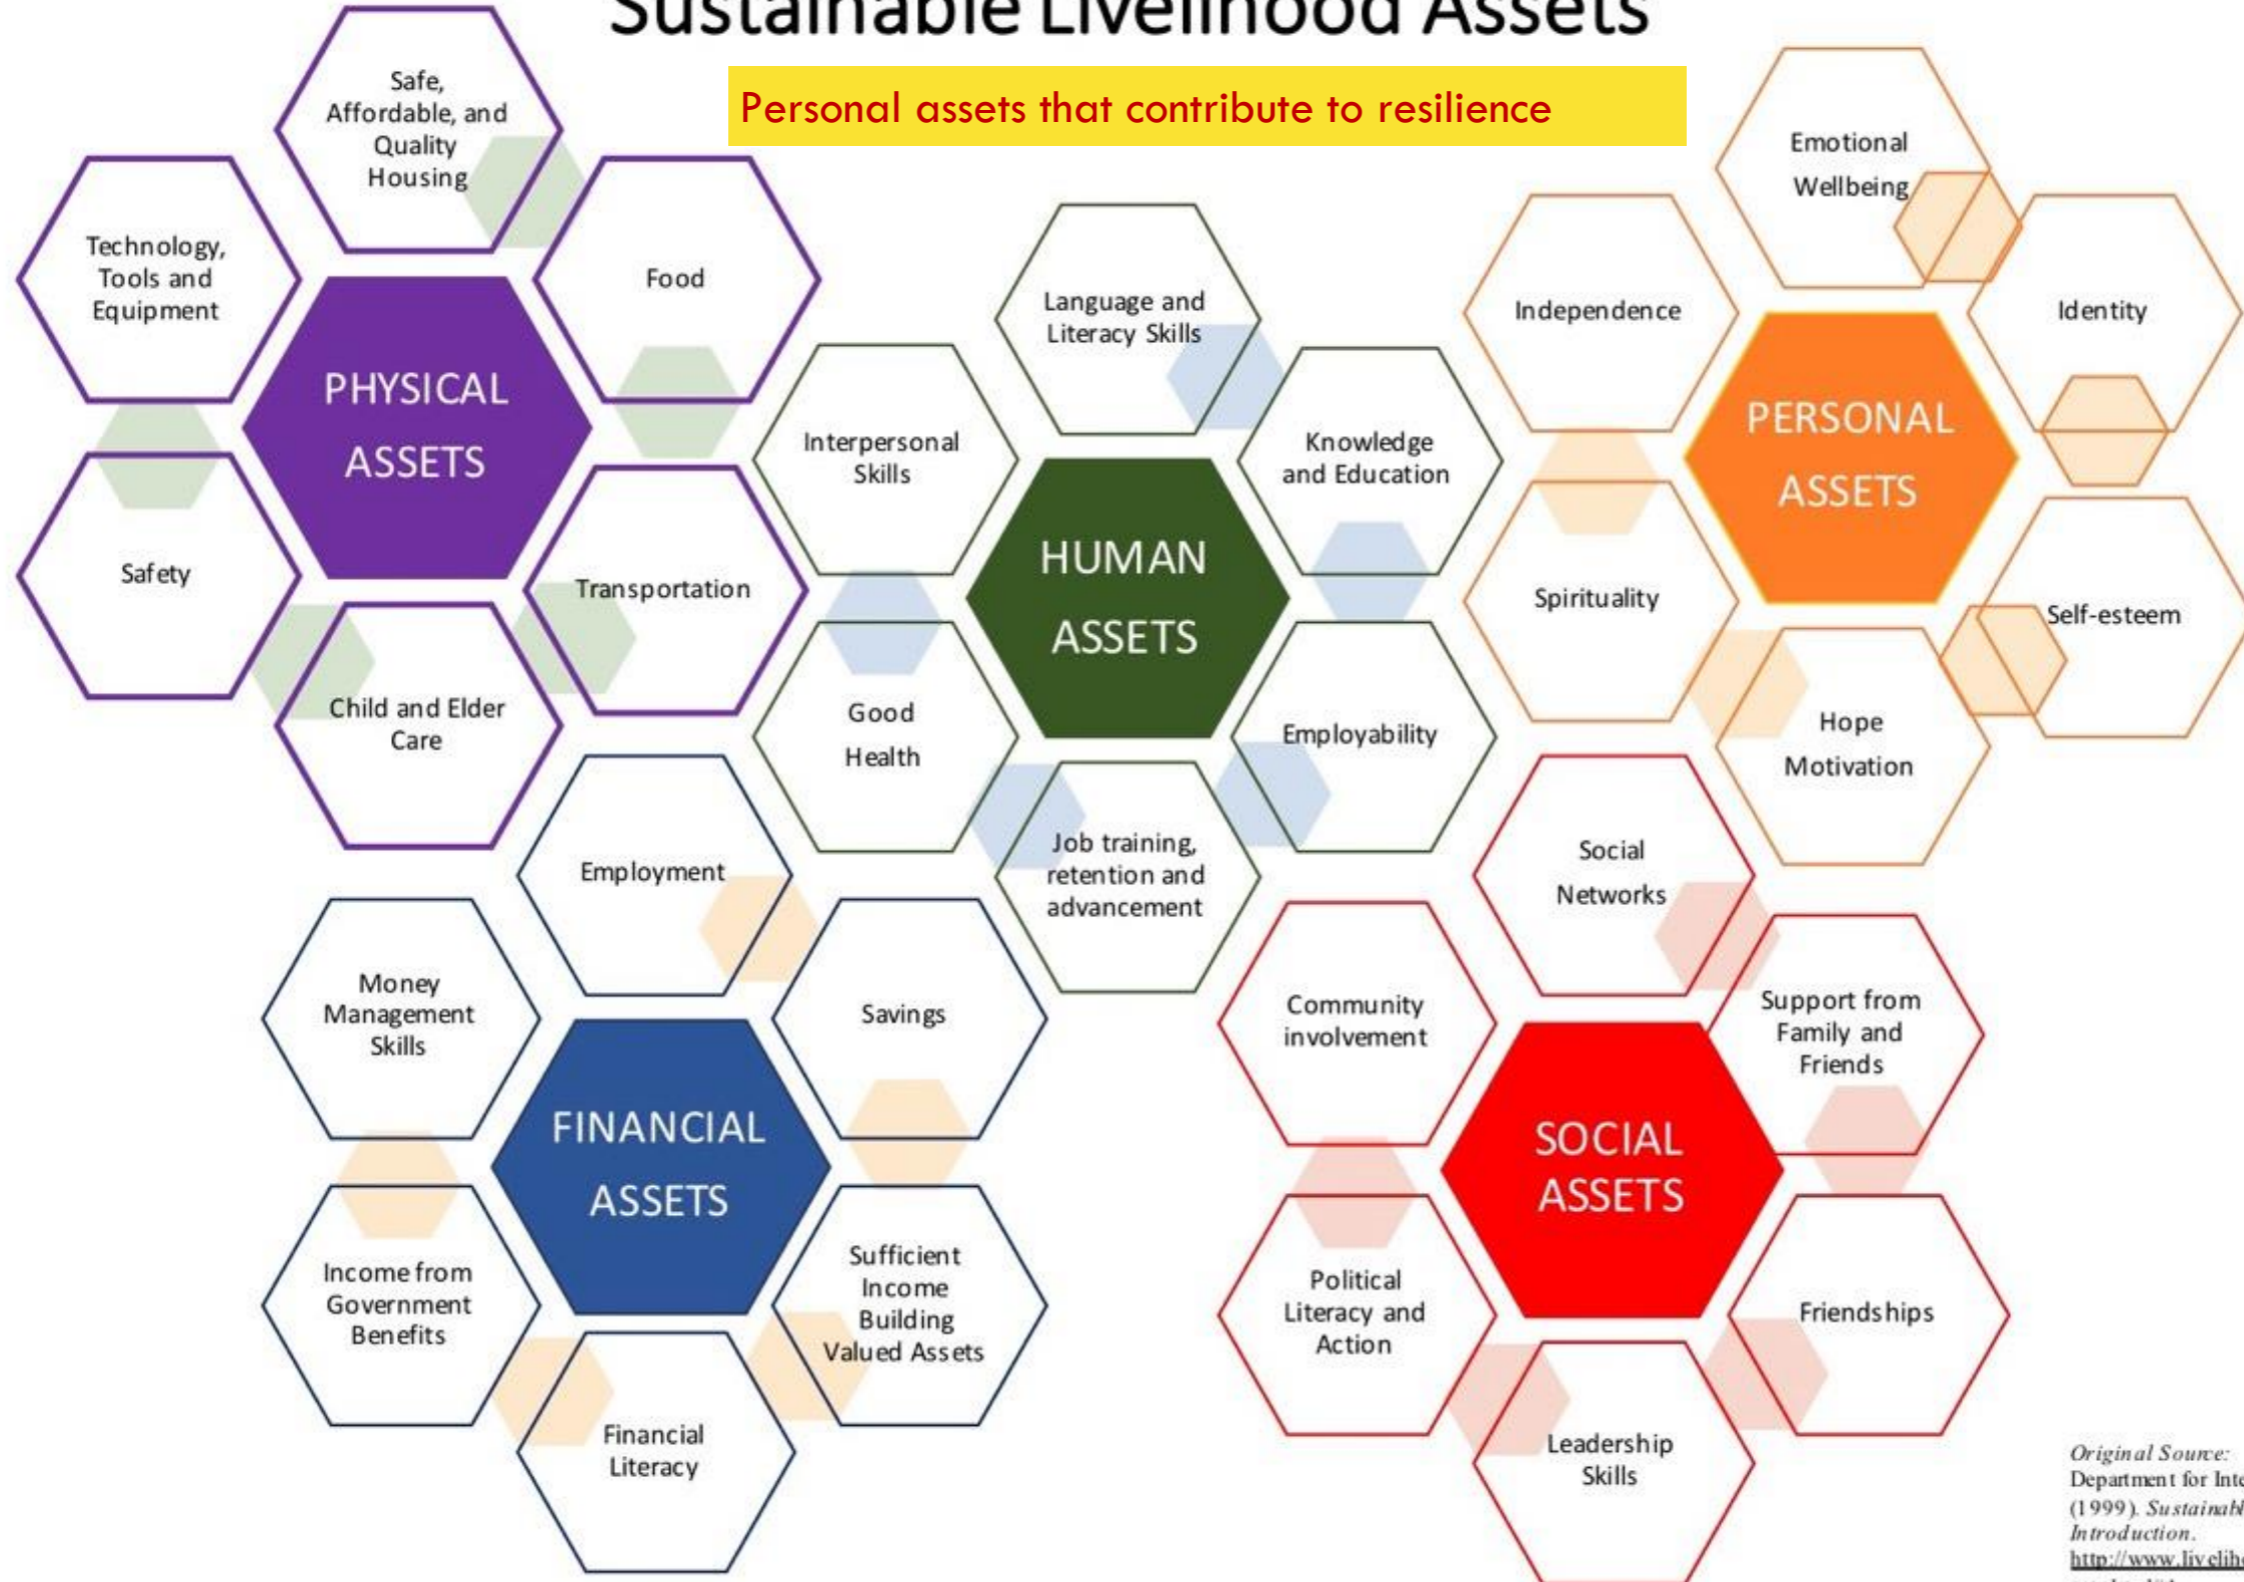 Sustainable Livelihood Assets
Personal assets that contribute to resilience
Safe,
Affordable, and
Quality
Housing
Technology,
Tools and
Equipment
Food
PHYSICAL
ASSETS
Safety
Transportation
Child and Elder
Care
Language and
Literacy Skills
Interpersonal
Skills
Knowledge
and Education
HUMAN
ASSETS
Good
Health
Employability
Job training,
retention and
advancement
Emotional
Wellbeing
Independence
Identity
PERSONAL
ASSETS
Spirituality
Self-esteem
Hope
Motivation
Employment
Money
Management
Skills
Savings
FINANCIAL
ASSETS
Income from
Government
Benefits
Sufficient
Income
Building
Valued Assets
Financial
Literacy
Social
Networks
Community
involvement
Support from
Family and
Friends
SOCIAL
ASSETS
Political
Literacy and
Action
Friendships
Leadership
Skills
Original Source:
Department for
(1999).
Introduction.